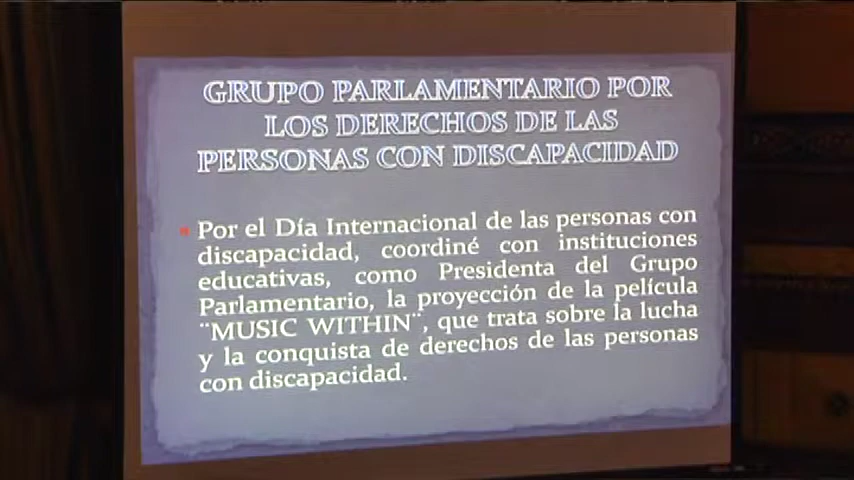 GRUPO PARLAMENTARIO POR
LOS DERECHOS DE LAS
PERSONAS CON DISCAPACIDAD
Por el Día Internacional de las personas con
discapacidad, coordiné con instituciones
educativas, como Presidenta del Grupo
Parlamentario, la proyección de la película
¨MUSIC WITHIN¨, que trata sobre la lucha
y la conquista de derechos de las personas
con discapacidad.